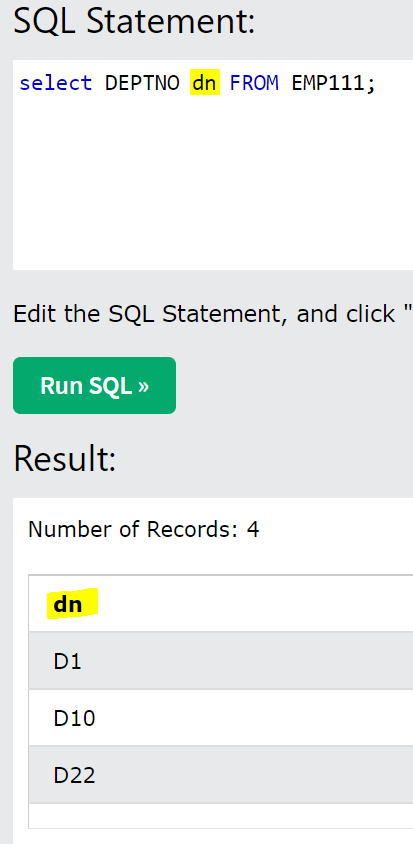 SQL Statement:
select DEPTNO dn FROM EMP111;
Edit the SQL Statement, and click "
Run SQL »
Result:
Number of Records: 4
dn
D1
D10
D22